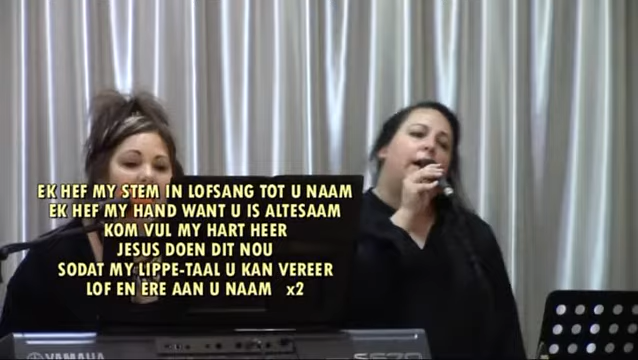 EK HEF MY STEM IN LOFSANG TOT U NAAM
EK HEF MY HAND WANT U IS ALTESAAM
KOM VUL MY HART HEER
JESUS DOEN DIT NOU
SODAT MY LIPPE-TAAL U KAN VEREER
LOF EN ERE AAN U NAAM x2
YAMAHA
S670